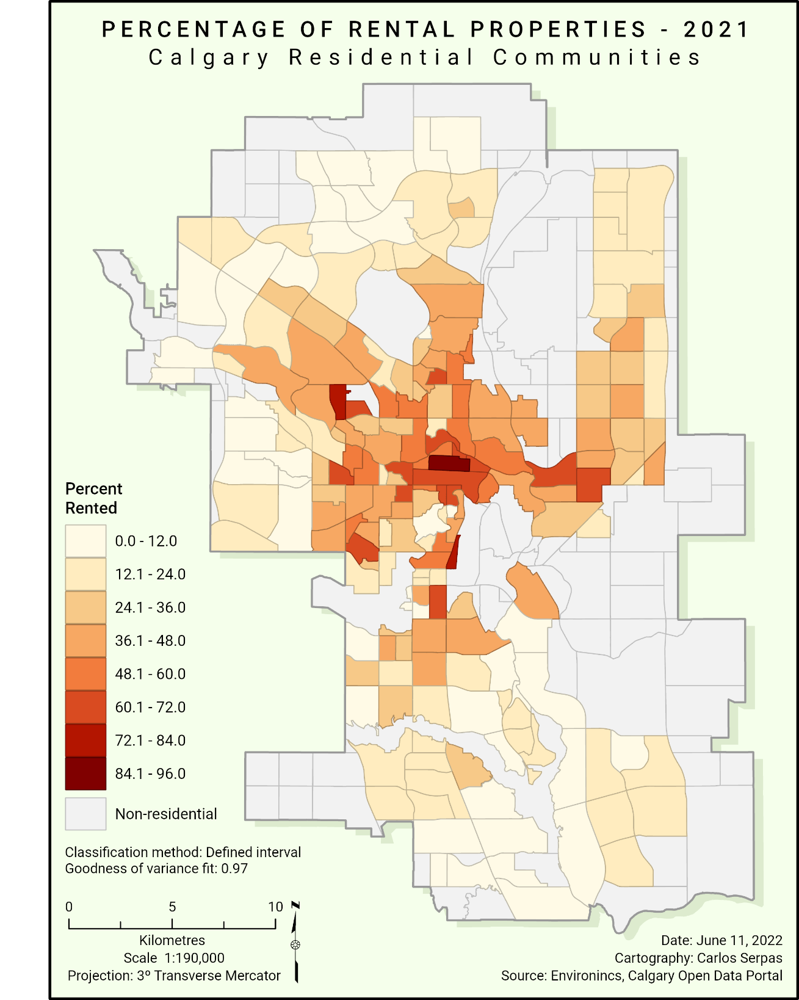 PERCENTAGE OF RENTAL PROPERTIES - 2021
Calgary Residential Communities
Percent
Rented
0.0 - 12.0
12.1 - 24.0
24.1 - 36.0
36.1 - 48.0
48.1 - 60.0
60.1 - 72.0
72.1 - 84.0
84.1 - 96.0
Non-residential
Classification method: Defined interval
Goodness of variance fit: 0.97
0 5 10
N
Kilometres
Scale 1:190,000
Projection: 3º Transverse Mercator
Date: June 11, 2022
Cartography: Carlos Serpas
Source: Environincs, Calgary Open Data Portal